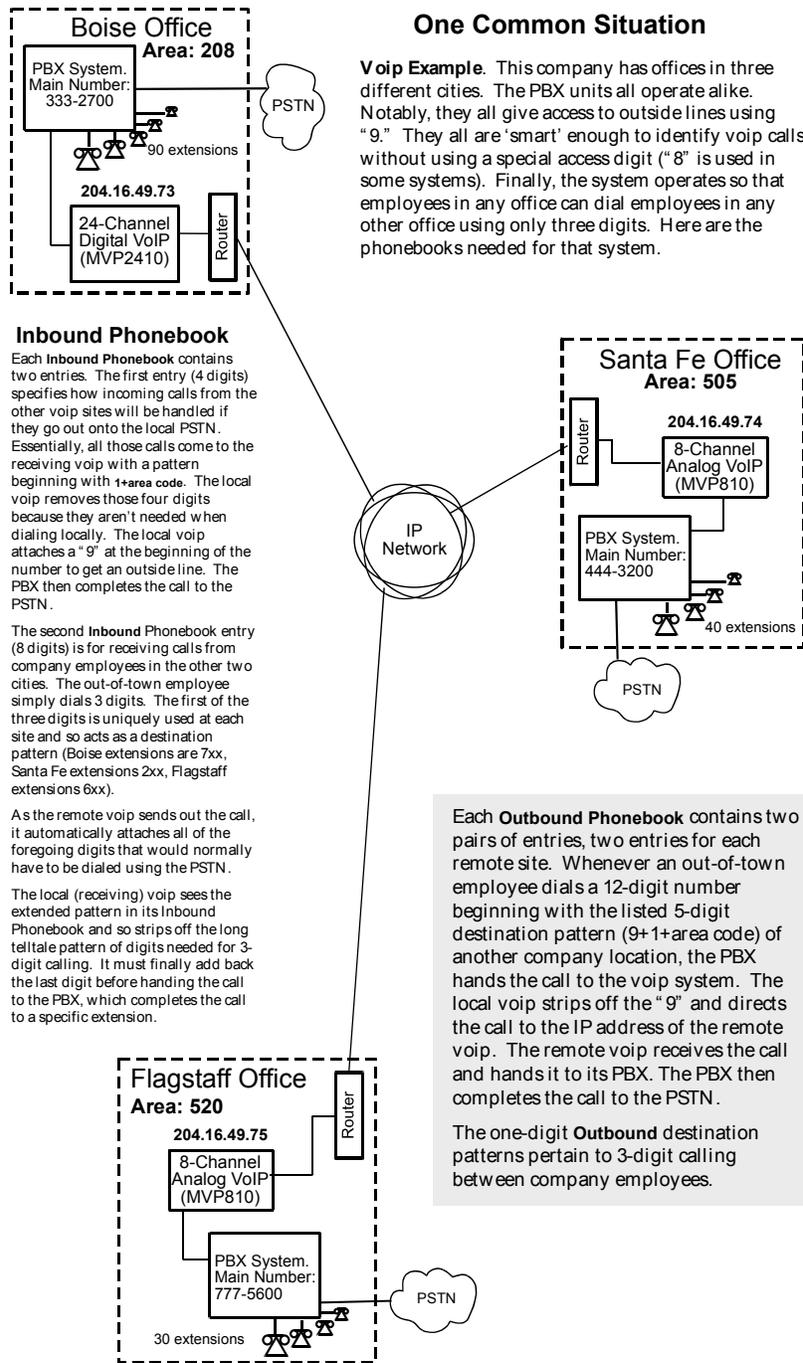 Boise Office
Area: 208
PBX System.
Main Number:
333-2700
PSTN
90 extensions
204.16.49.73
24-Channel
Digital VoIP
(MVP2410)
Router
One Common Situation
Voip Example. This company has offices in three
different cities. The PBX units all operate alike.
Notably, they all give access to outside lines using
“9.” They all are ‘smart’ enough to identify voip calls
without using a special access digit (“8” is used in
some systems). Finally, the system operates so that
employees in any office can dial employees in any
other office using only three digits. Here are the
phonebooks needed for that system.
Inbound Phonebook
Each Inbound Phonebook contains
two entries. The first entry (4 digits)
specifies how incoming calls from the
other voip sites will be handled if
they go out onto the local PSTN.
Essentially, all those calls come to the
receiving voip with a pattern
beginning with 1+area code. The local
voip removes those four digits
because they aren't needed when
dialing locally. The local voip
attaches a “9” at the beginning of the
number to get an outside line. The
PBX then completes the call to the
PSTN.
The second Inbound Phonebook entry
(8 digits) is for receiving calls from
company employees in the other two
cities. The out-of-town employee
simply dials 3 digits. The first of the
three digits is uniquely used at each
site and so acts as a destination
pattern (Boise extensions are 7xx,
Santa Fe extensions 2xx, Flagstaff
extensions 6xx).
As the remote voip sends out the call,
it automatically attaches all of the
foregoing digits that would normally
have to be dialed using the PSTN.
The local (receiving) voip sees the
extended pattern in its Inbound
Phonebook and so strips off the long
telltale pattern of digits needed for 3-
digit calling. It must finally add back
the last digit before handing the call
to the PBX, which completes the call
to a specific extension.
IP
Network
Santa Fe Office
Area: 505
204.16.49.74
Router
8-Channel
Analog VoIP
(MVP810)
PBX System.
Main Number:
444-3200
40 extensions
PSTN
Each Outbound Phonebook contains two
pairs of entries, two entries for each
remote site. Whenever an out-of-town
employee dials a 12-digit number
beginning with the listed 5-digit
destination pattern (9+1+area code) of
another company location, the PBX
hands the call to the voip system. The
local voip strips off the “9” and directs
the call to the IP address of the remote
voip. The remote voip receives the call
and hands it to its PBX. The PBX then
completes the call to the PSTN.
The one-digit Outbound destination
patterns pertain to 3-digit calling
between company employees.
Flagstaff Office
Area: 520
204.16.49.75
Router
8-Channel
Analog VoIP
(MVP810)
PBX System.
Main Number:
777-5600
PSTN
30 extensions